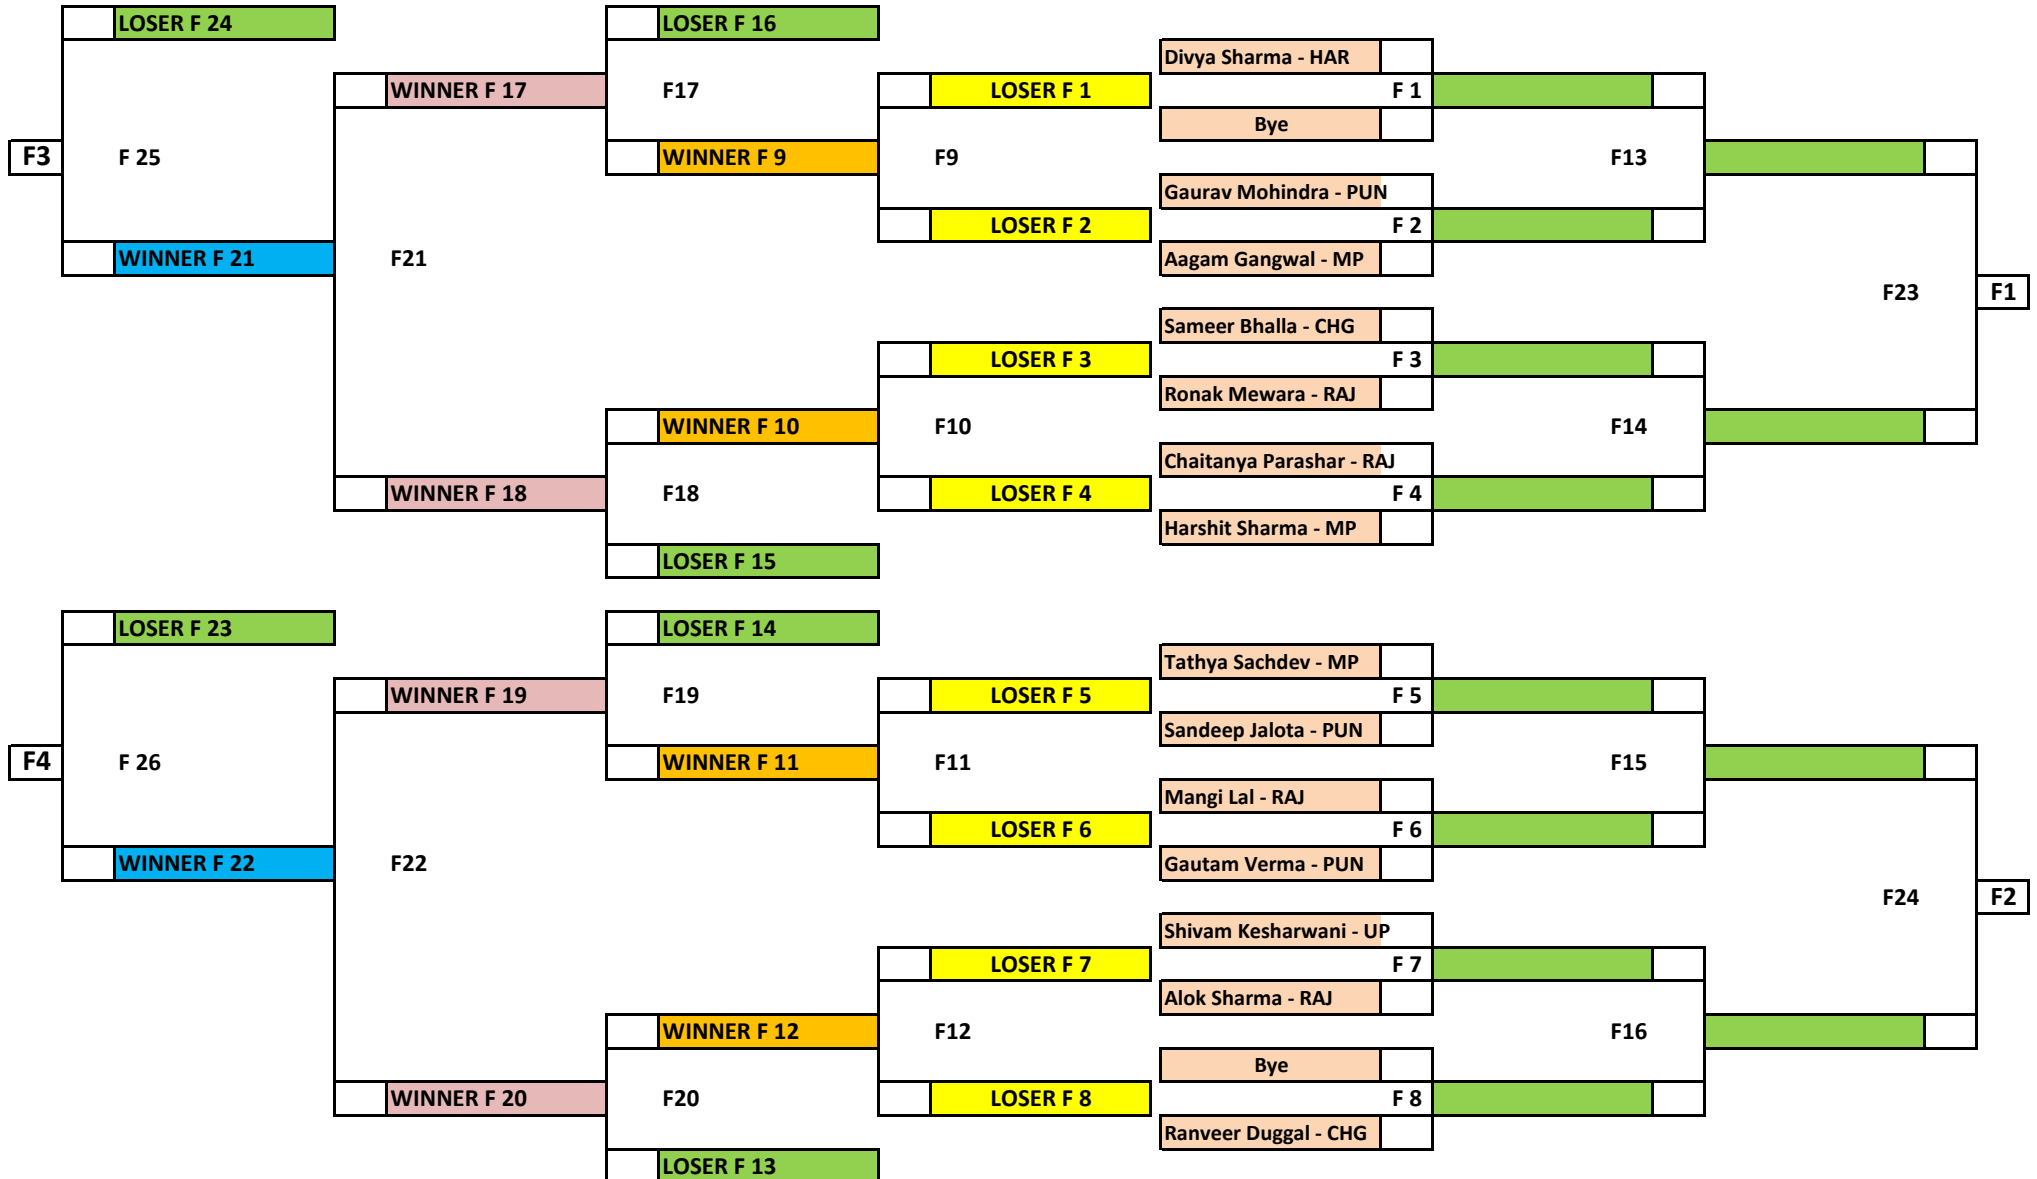 LOSER F 24
LOSER F 16
Divya Sharma - HAR
WINNER F 17
F17
LOSER F 1
F 1
Bye
F3
F 25
WINNER F 9
F9
F13
Gaurav Mohindra - PUN
LOSER F 2
F 2
WINNER F 21
F21
Aagam Gangwal - MP
F23
F1
Sameer Bhalla - CHG
LOSER F 3
F 3
Ronak Mewara - RAJ
WINNER F 10
F10
F14
Chaitanya Parashar - RAJ
WINNER F 18
F18
LOSER F 4
F 4
Harshit Sharma - MP
LOSER F 15
LOSER F 23
LOSER F 14
Tathya Sachdev - MP
WINNER F 19
F19
LOSER F 5
F 5
Sandeep Jalota - PUN
F4
F 26
WINNER F 11
F11
F15
Mangi Lal - RAJ
LOSER F 6
F 6
WINNER F 22
F22
Gautam Verma - PUN
F24
F2
Shivam Kesharwani - UP
LOSER F 7
F 7
Alok Sharma - RAJ
WINNER F 12
F12
F16
Bye
WINNER F 20
F20
LOSER F 8
F 8
Ranveer Duggal - CHG
LOSER F 13